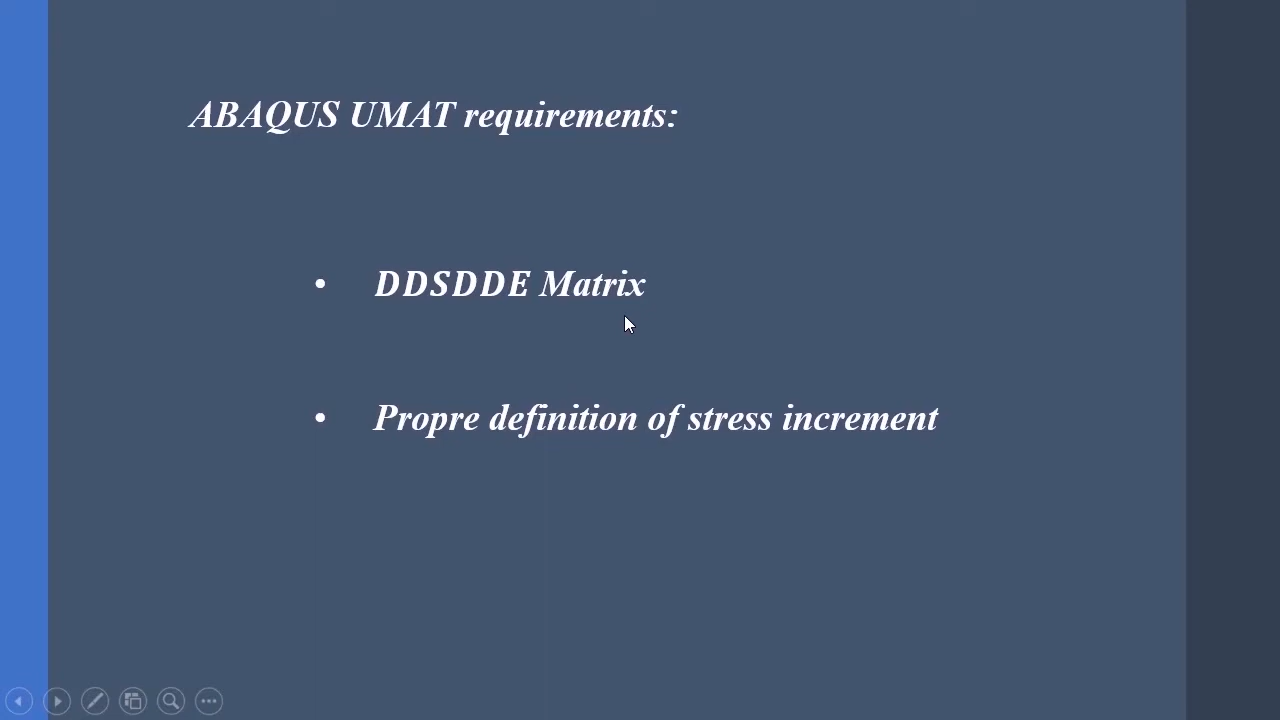 ABAQUS UMAT requirements:
• DDSDDE Matrix
• Propre definition of stress increment